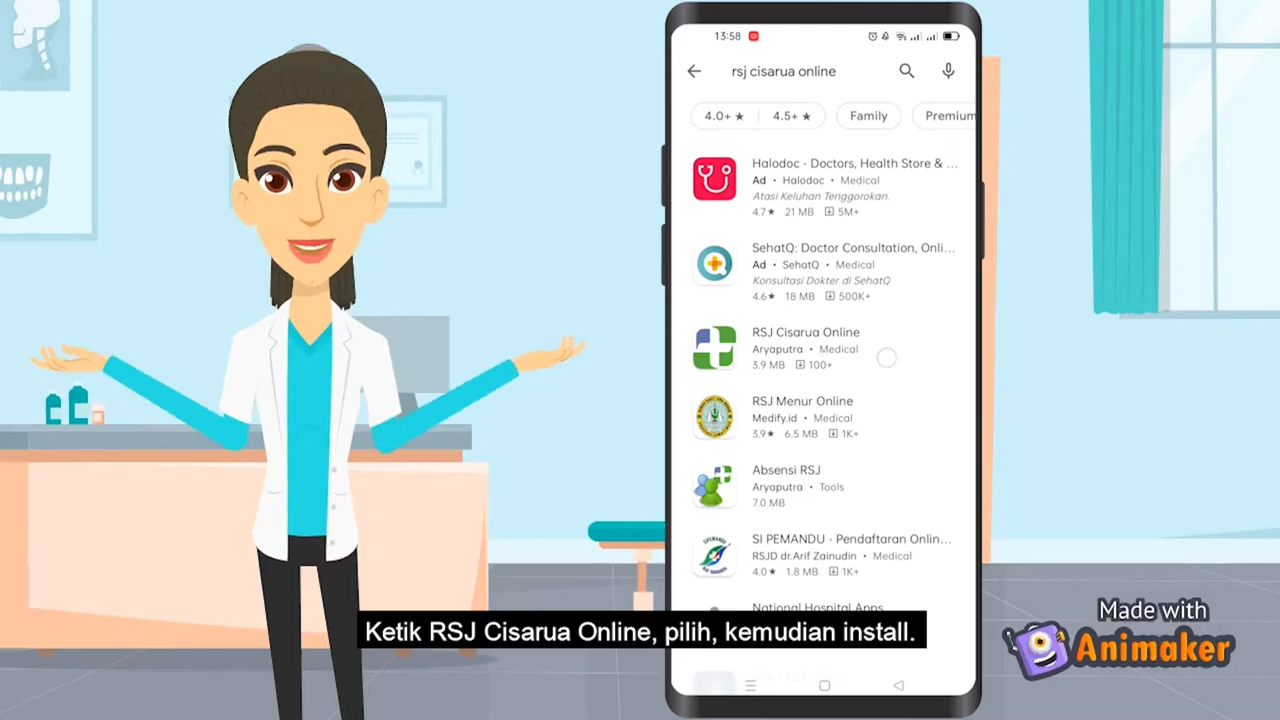 13:58
rsj cisarua online
4.0+ ★ 4.5+ ★ Family Premium
Halodoc - Doctors, Health Store & ...
Ad • Halodoc • Medical
Atasi Keluhan Tenggorokan.
4.7★ 21 MB 5M+
SehatQ: Doctor Consultation, Onli...
Ad • SehatQ • Medical
Konsultasi Dokter di SehatQ
4.6★ 18 MB 500K+
RSJ Cisarua Online
Aryaputra • Medical
3.9 MB 100+
RSJ Menur Online
Medify.id • Medical
3.9★ 6.5 MB 1K+
Absensi RSJ
Aryaputra • Tools
7.0 MB
SI PEMANDU - Pendaftaran Onlin...
RSJD dr.Arif Zainudin • Medical
4.0★ 1.8 MB 1K+
National Hospital Apps
Ketik RSJ Cisarua Online, pilih, kemudian install.
Made with
Animaker